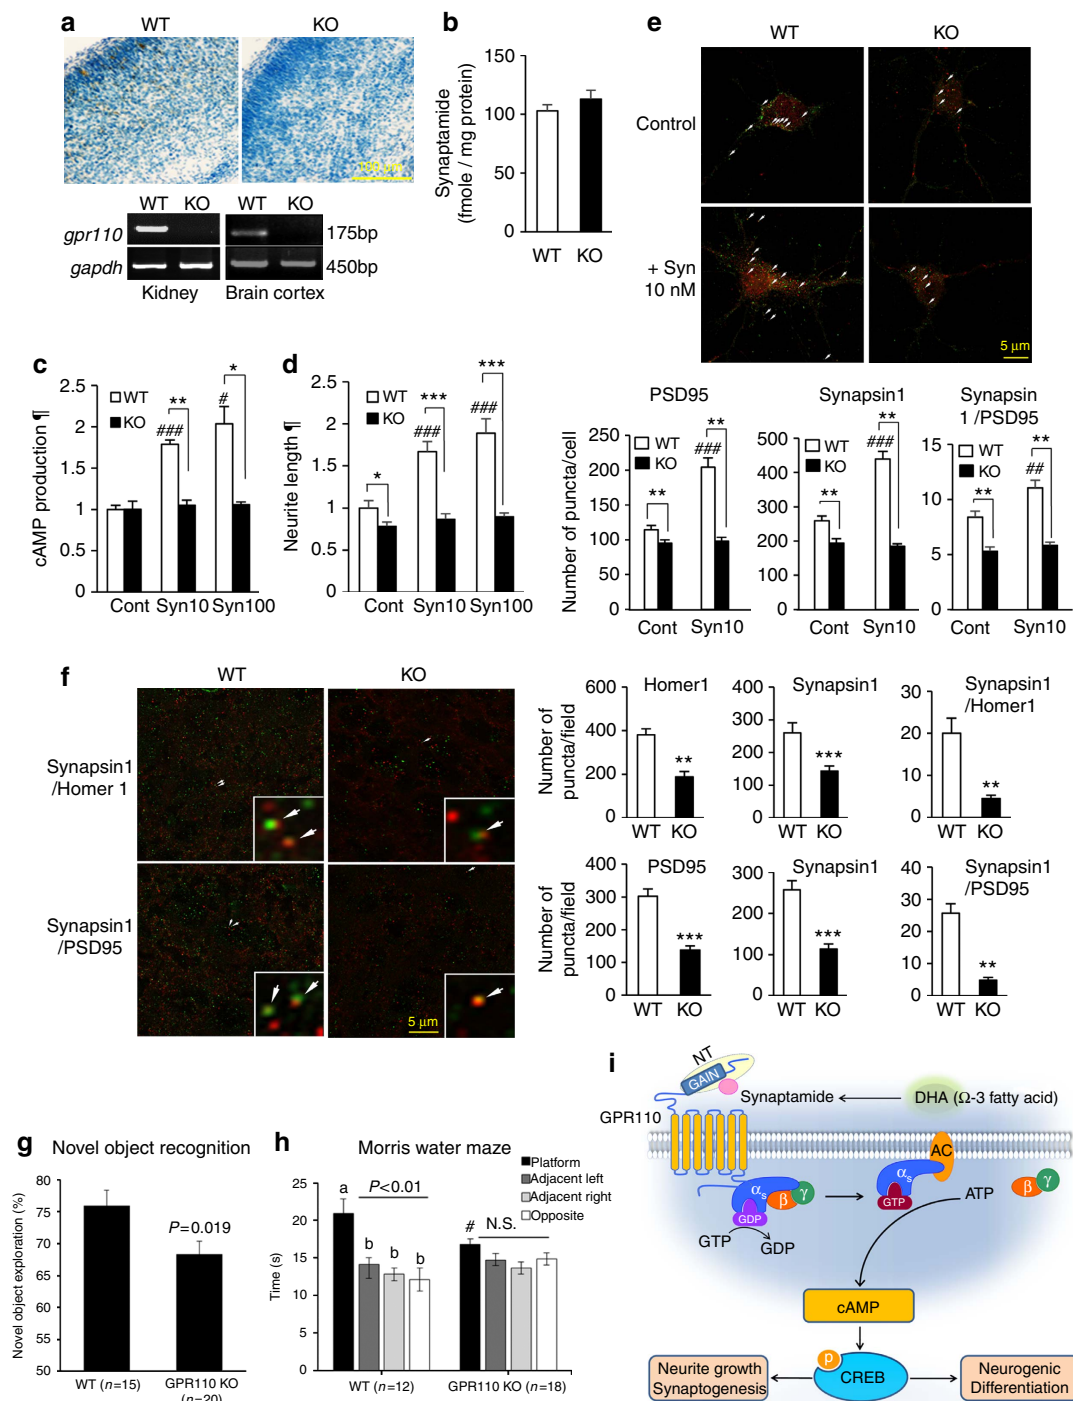 a
WT
KO
100 µm
WT KO WT KO
gpr110
175bp
gapdh
450bp
Kidney
Brain cortex
b
Synaptamide
(fmole / mg protein)
150
100
50
0
WT KO
e
WT
KO
Control
+ Syn
10 nM
5 µm
c
cAMP production ¶
2.5
2
1.5
1
0.5
0
WT
KO
###
**
#
*
Cont Syn10 Syn100
d
Neurite length ¶
2.5
2
1.5
1
0.5
0
WT
KO
*
###
***
###
***
Cont Syn10 Syn100
PSD95
Number of puncta/cell
250
200
150
100
50
0
WT
KO
**
###
**
Cont Syn10
Synapsin1
500
400
300
200
100
0
WT
KO
**
###
**
Cont Syn10
Synapsin
1/PSD95
15
10
5
0
WT
KO
**
##
**
Cont Syn10
f
WT
KO
Synapsin1
/Homer 1
Synapsin1
/PSD95
5 µm
Homer1
Number of
puncta/field
600
400
200
0
**
WT KO
Synapsin1
400
300
200
100
0
***
WT KO
Synapsin1
/Homer1
30
20
10
0
**
WT KO
PSD95
Number of
puncta/field
400
300
200
100
0
***
WT KO
Synapsin1
300
200
100
0
***
WT KO
Synapsin1
/PSD95
40
30
20
10
0
**
WT KO
g
Novel object recognition
Novel object exploration (%)
80
75
70
65
60
55
50
P=0.019
WT (n=15)
GPR110 KO
(n=20)
h
Morris water maze
Platform
Adjacent left
Adjacent right
Opposite
Time (s)
25
20
15
10
5
0
a
P<0.01
b
b
b
#
N.S.
WT (n=12)
GPR110 KO (n=18)
i
NT
GAIN
Synaptamide
DHA (Ω-3 fatty acid)
GPR110
AC
αs
β
γ
GDP
αs
GTP
β
γ
ATP
GTP
GDP
cAMP
P
CREB
Neurite growth
Synaptogenesis
Neurogenic
Differentiation